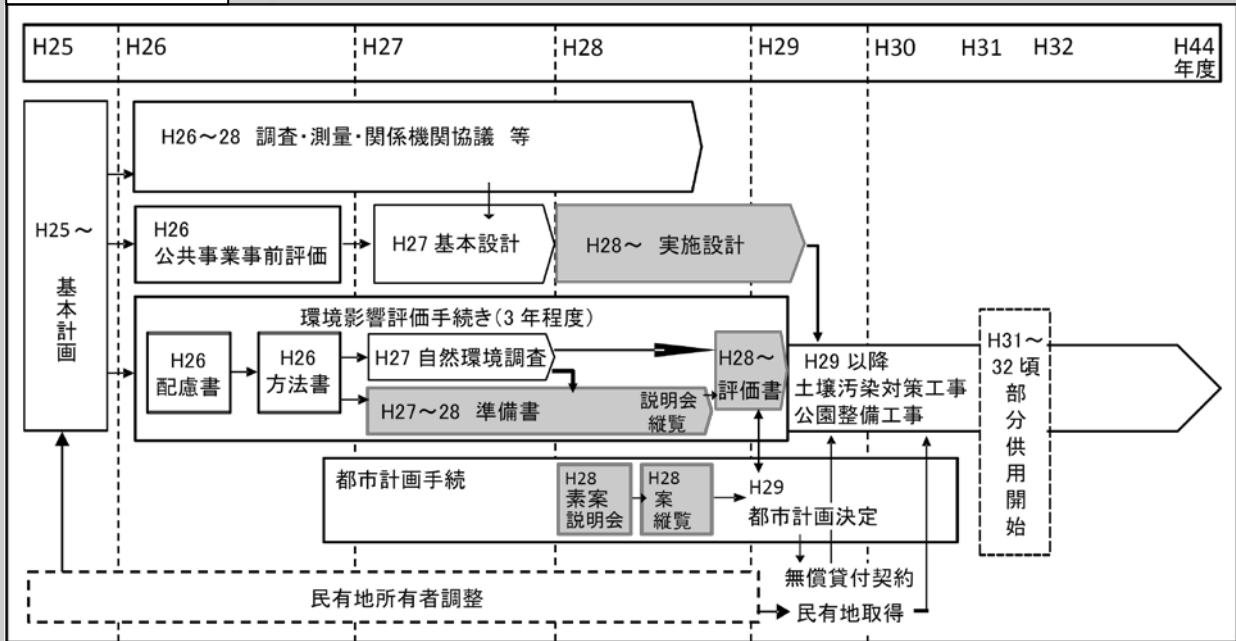 H25 H26 H27 H28 H29 H30 H31 H32 H44
年度
H26~28 調査・測量・関係機関協議 等
H25~
基本計画
H26
公共事業事前評価
H27 基本設計
H28~ 実施設計
環境影響評価手続き(3年程度)
H26
配慮書
H26
方法書
H27 自然環境調査
H27~28 準備書
説明会
縦覧
H28~
評価書
H29 以降
土壌汚染対策工事
公園整備工事
H31~
32頃
部分供用開始
都市計画手続
H28
素案
説明会
H28
案
縦覧
H29
都市計画決定
無償貸付契約
民有地所有者調整
民有地取得